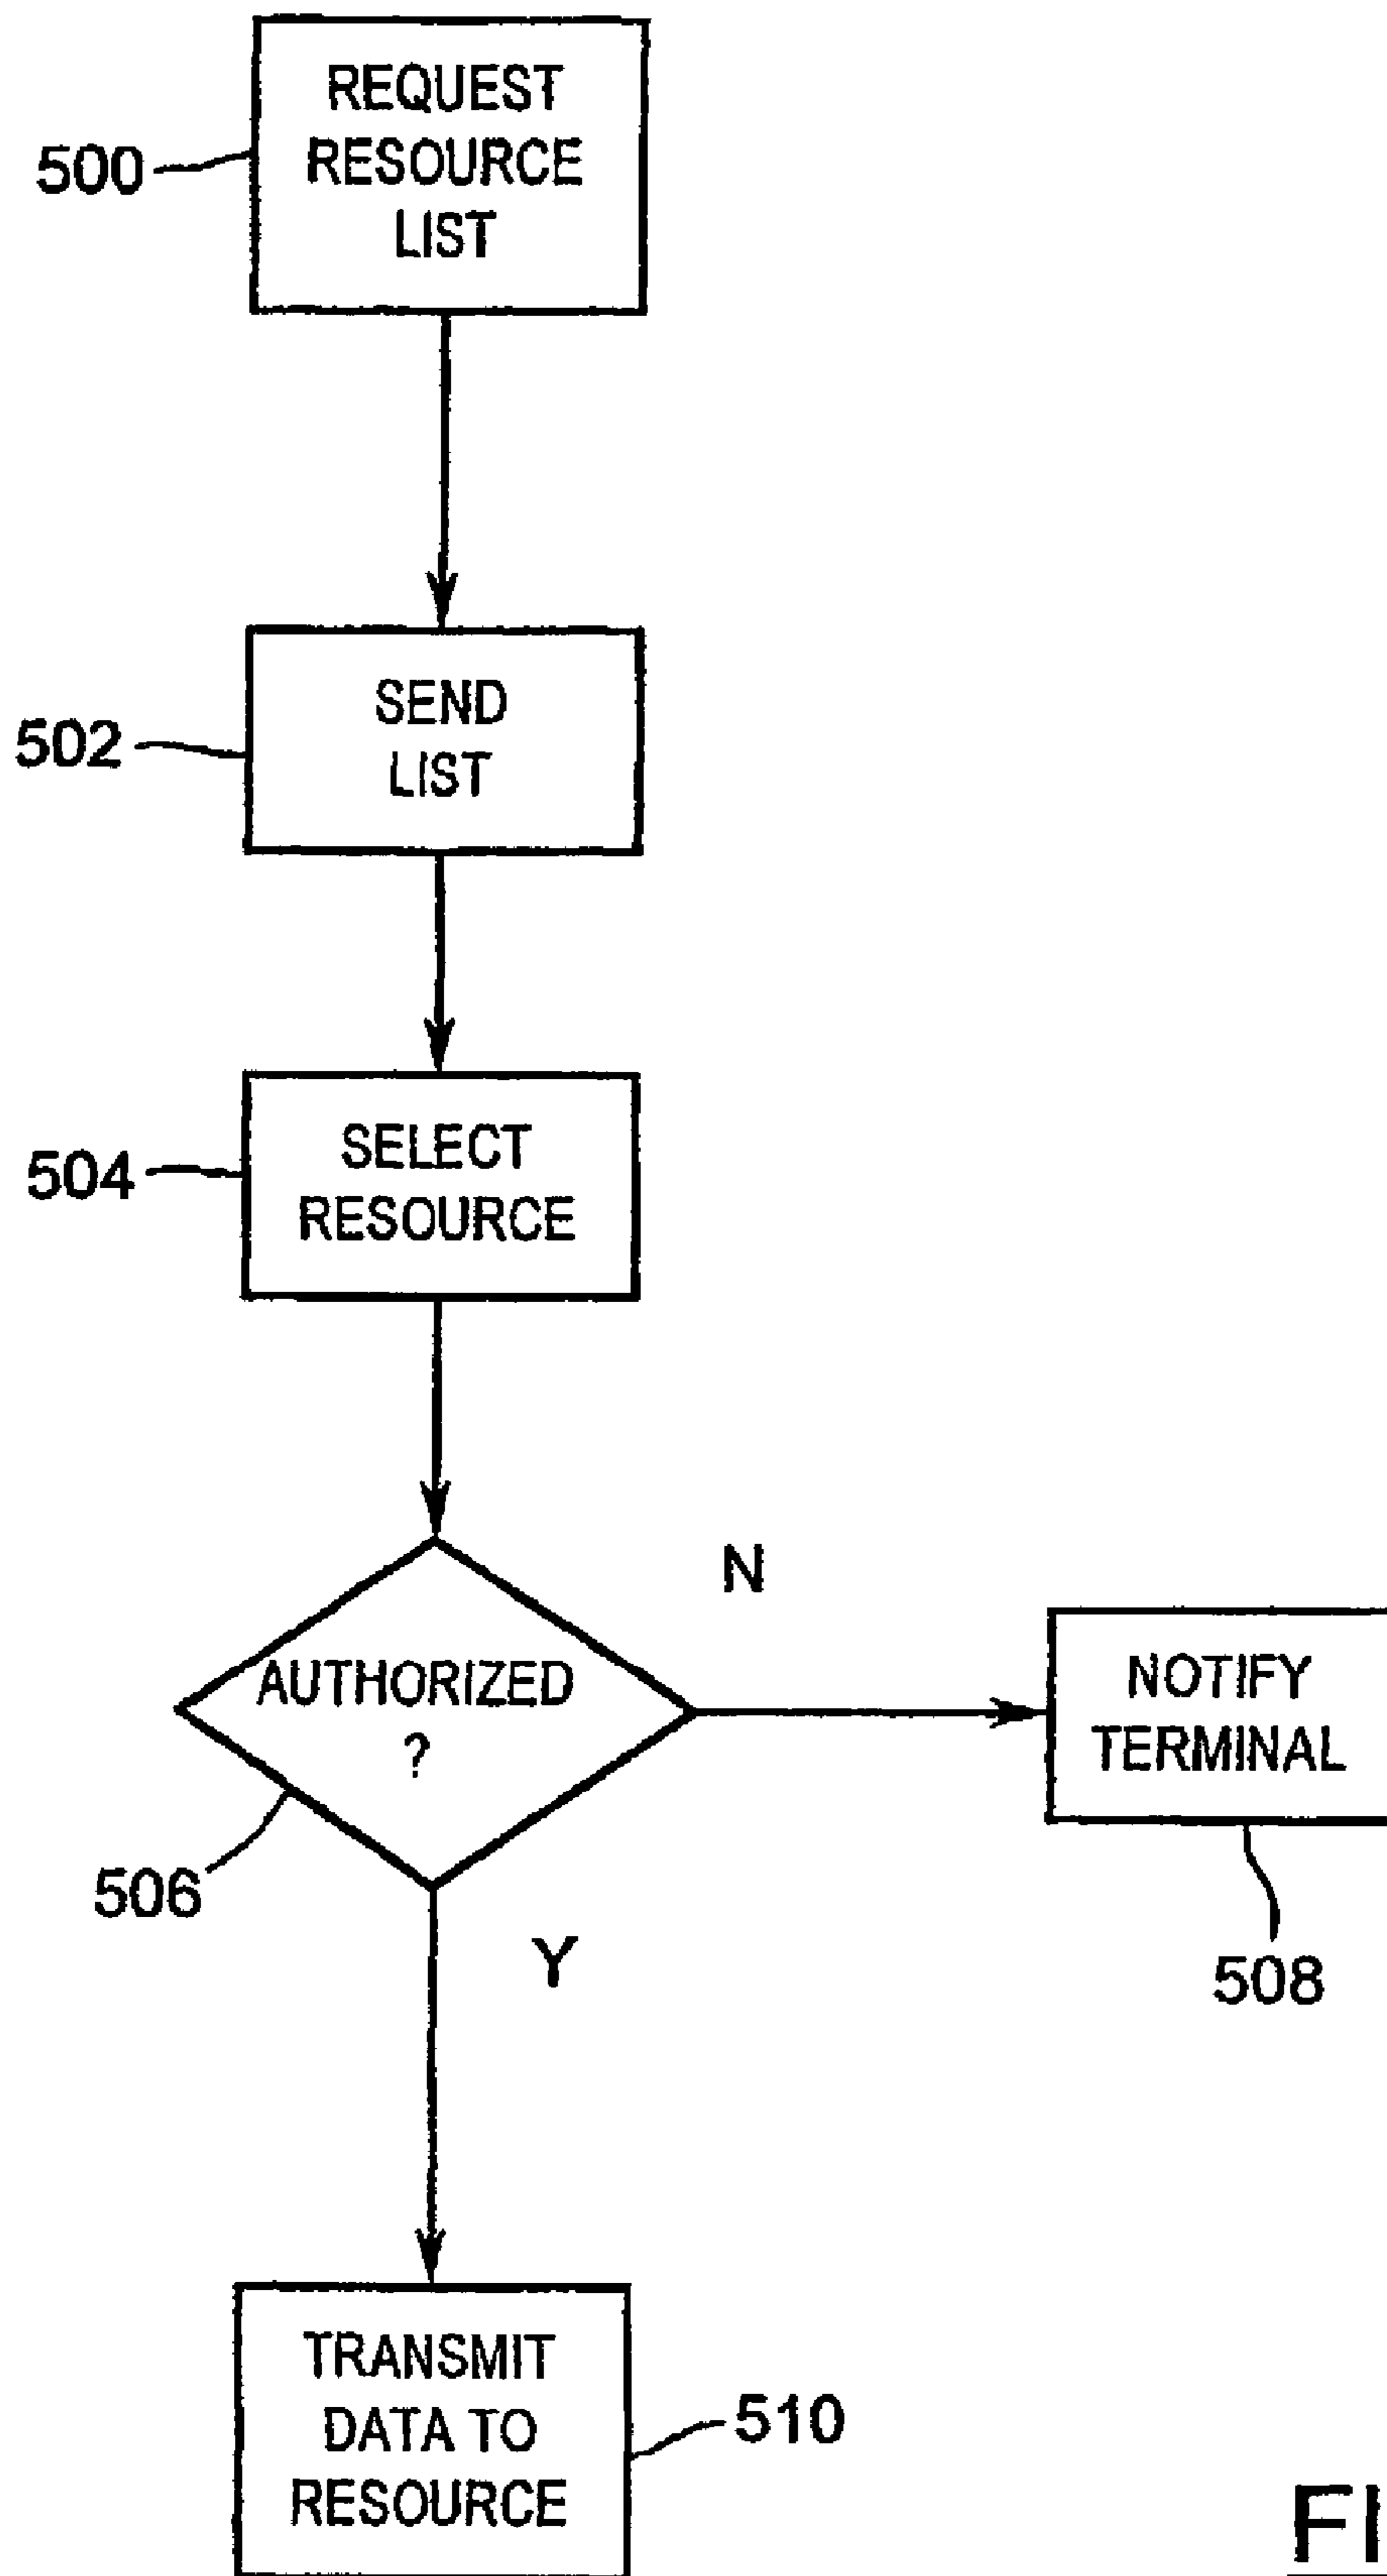 REQUEST
RESOURCE
LIST
500
SEND
LIST
502
SELECT
RESOURCE
504
AUTHORIZED
?
506
N
NOTIFY
TERMINAL
508
Y
TRANSMIT
DATA TO
RESOURCE
510
FI